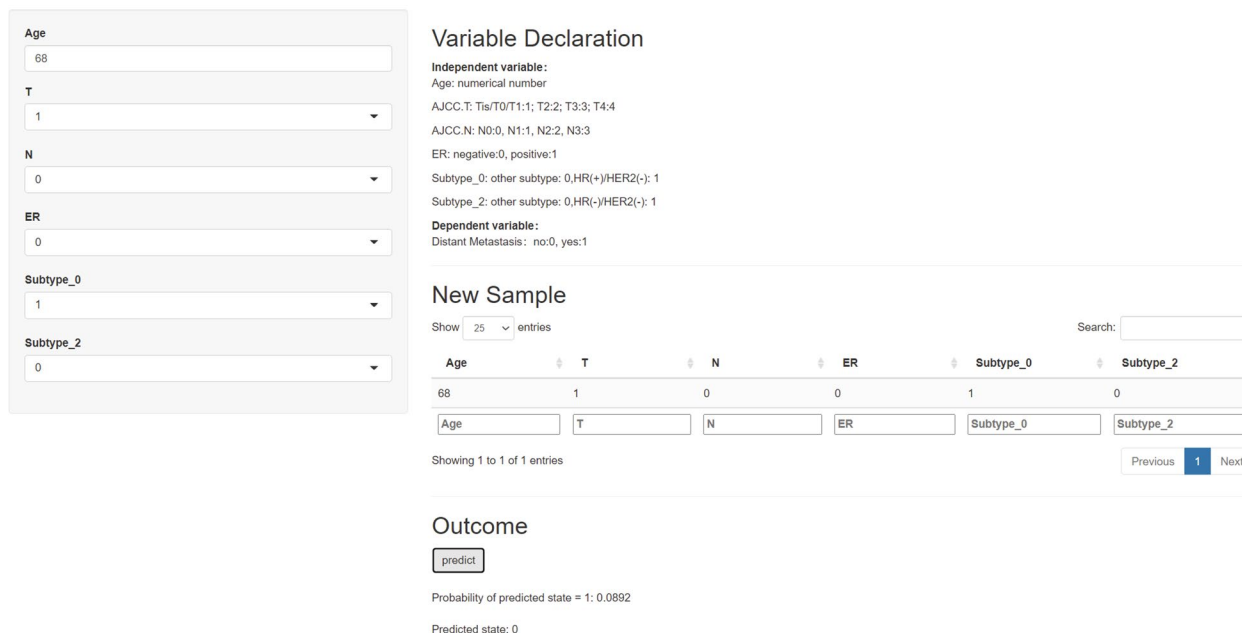 Age
68
T
1
N
0
ER
0
Subtype_0
1
Subtype_2
0
Variable Declaration
Independent variable:
Age: numerical number
AJCC.T: Tis/T0/T1:1; T2:2; T3:3; T4:4
AJCC.N: N0:0, N1:1, N2:2, N3:3
ER: negative:0, positive:1
Subtype_0: other subtype: 0,HR(+)/HER2(-): 1
Subtype_2: other subtype: 0,HR(-)/HER2(-): 1
Dependent variable:
Distant Metastasis: no:0, yes:1
New Sample
Show 25 entries Search:
Age T N ER Subtype_0 Subtype_2
68 1 0 0 1 0
Age T N ER Subtype_0 Subtype_2
Showing 1 to 1 of 1 entries Previous 1 Next
Outcome
predict
Probability of predicted state = 1: 0.0892
Predicted state: 0